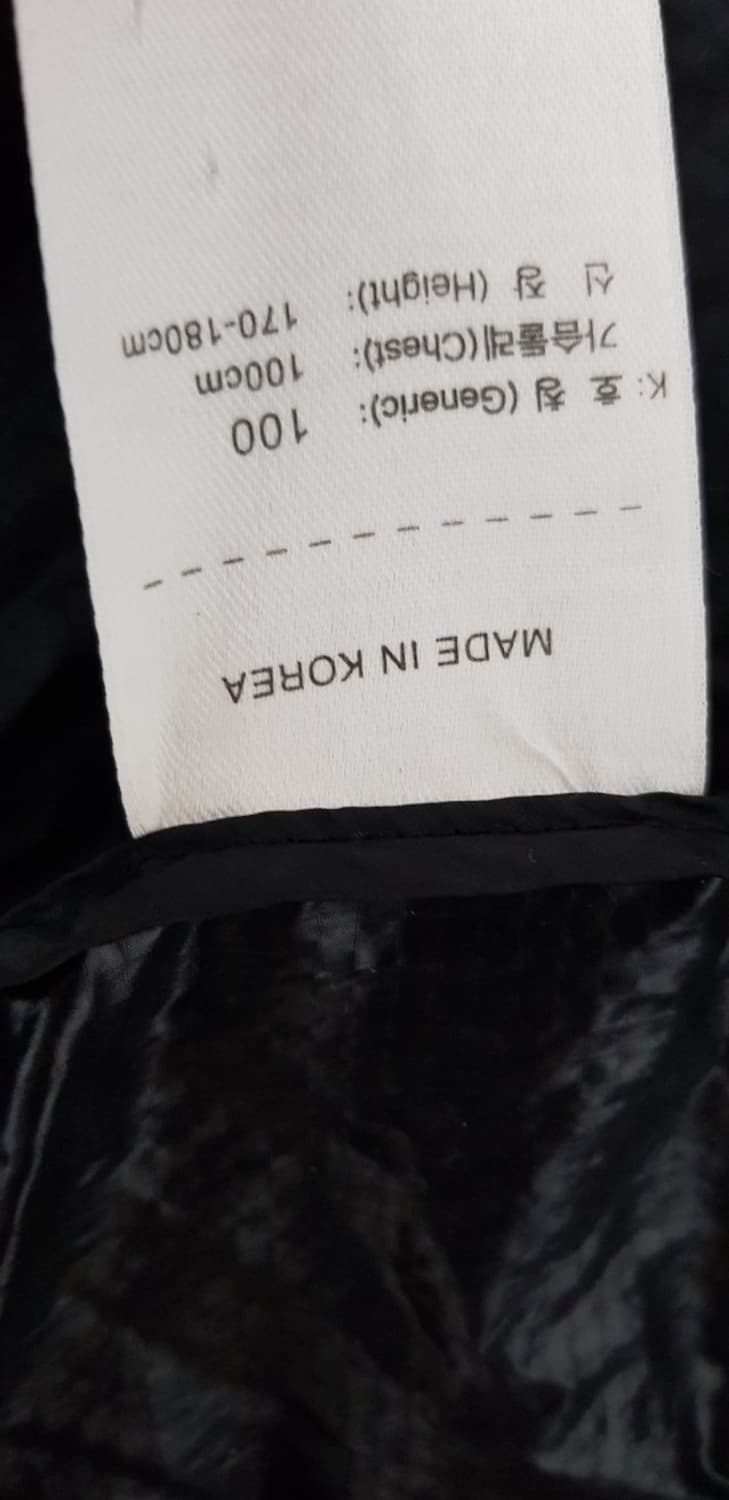 MADE IN KOREA
K: 호 칭 (Generic): 100
가슴둘레(Chest): 100cm
신 장 (Height): 170-180cm